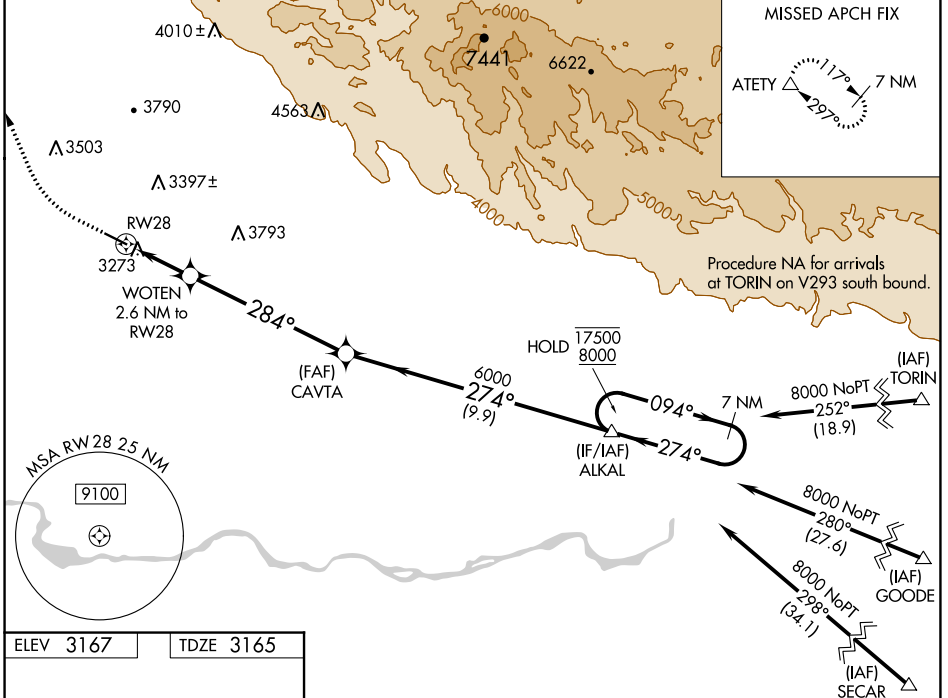 6000
4010±
7441
6622
MISSED APCH FIX
ATETY
117°
7 NM
297°
3790
4563
3503
3397±
4000
5000
RW28
3793
3273
WOTEN
2.6 NM to
RW28
284°
Procedure NA for arrivals
at TORIN on V293 south bound.
(FAF)
CAVTA
HOLD 17500
8000
6000
274°
(9.9)
094°
7 NM
274°
(IF/IAF)
ALKAL
(IAF)
TORIN
8000 NoPT
252°
(18.9)
8000 NoPT
280°
(27.6)
(IAF)
GOODE
8000 NoPT
298°
(34.1)
(IAF)
SECAR
MSA RW28 25 NM
9100
ELEV 3167
TDZE 3165